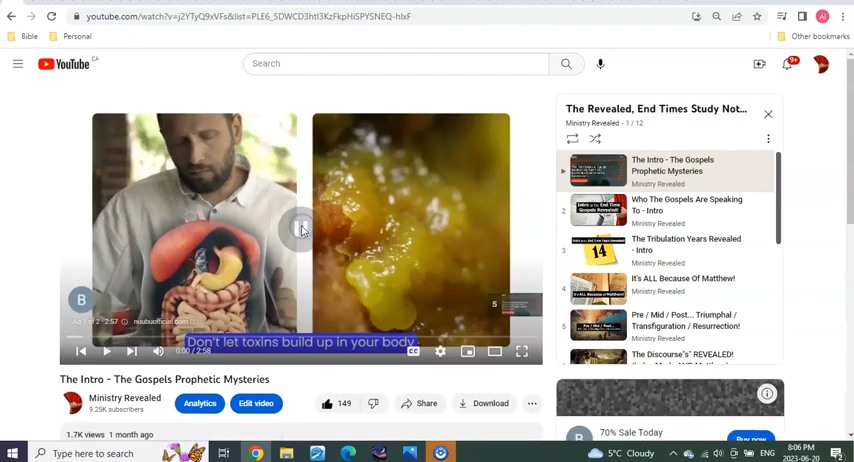 youtube.com/watch?v=j2YTyQ9xVFs&list=PLE6_5DWCD3htI3KzFkpHiSPYSNEQ-hlxF
AI
Bible
Personal
Other bookmarks
YouTube CA
Search
9+
The Revealed, End Times Study Not...
Ministry Revealed - 1 / 12
The Intro - The Gospels
Prophetic Mysteries
Ministry Revealed
2
Who The Gospels Are Speaking
To - Intro
Ministry Revealed
3
14
The Tribulation Years Revealed
- Intro
Ministry Revealed
4
It's ALL Because Of Matthew!
Ministry Revealed
5
Pre / Mid / Post... Triumphal /
Transfiguration / Resurrection!
Ministry Revealed
The Discourse"s" REVEALED!
B
Ad 1 of 2 · 2:57
nuubuofficial.co
5
Don't let toxins build up in your body
0:00 / 2:58
The Intro - The Gospels Prophetic Mysteries
Ministry Revealed
9.25K subscribers
Analytics
Edit video
149
Share
Download
1.7K views 1 month ago
B
70% Sale Today
Buy now
Type here to search
5°C Cloudy
ENG
8:06 PM
2023-06-20
2